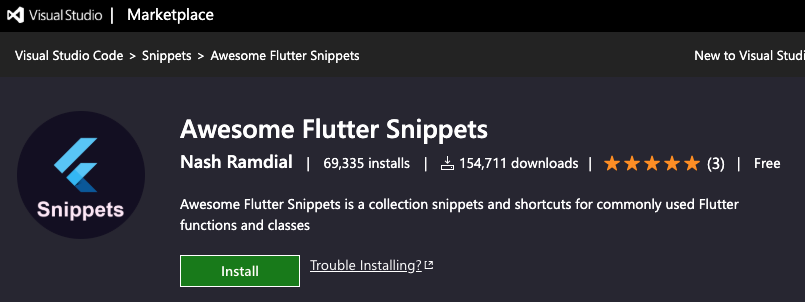 Visual Studio | Marketplace
Visual Studio Code > Snippets > Awesome Flutter Snippets New to Visual Studi
Snippets
Awesome Flutter Snippets
Nash Ramdial | 69,335 installs | 154,711 downloads | (3) | Free
Awesome Flutter Snippets is a collection snippets and shortcuts for commonly used Flutter
functions and classes
Install Trouble Installing?